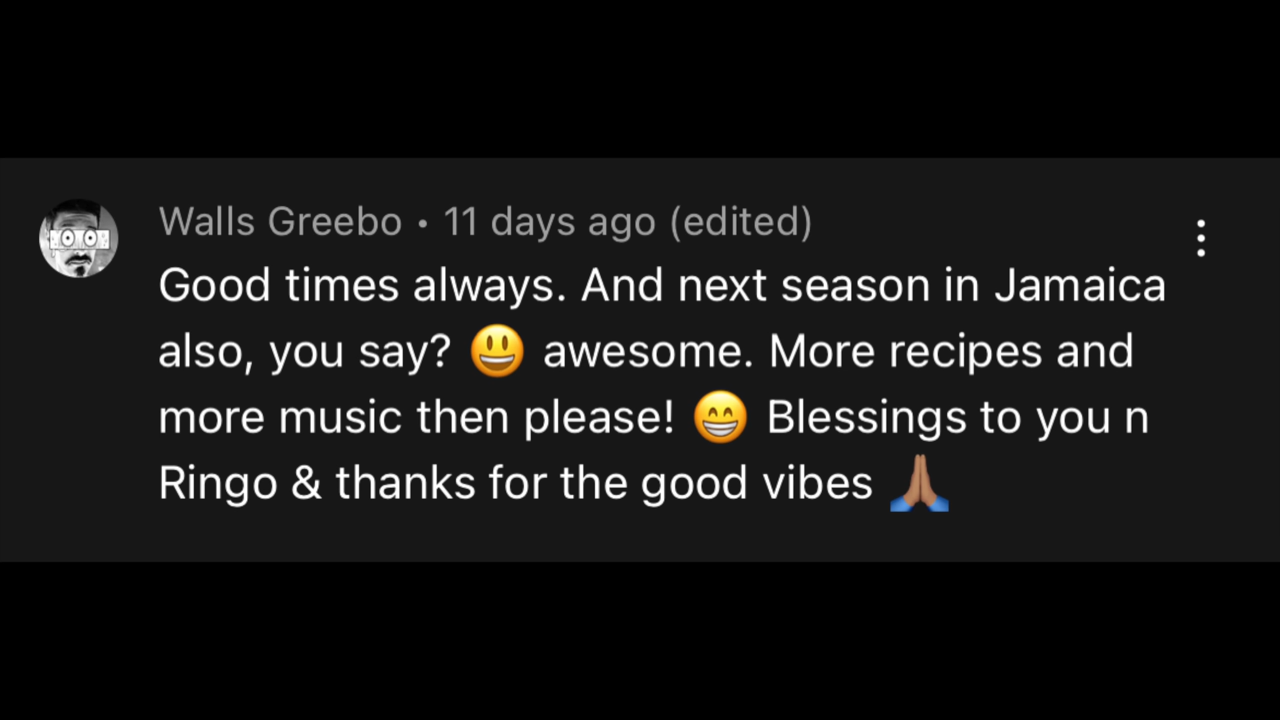 Walls Greebo • 11 days ago (edited)
Good times always. And next season in Jamaica
also, you say? 😃 awesome. More recipes and
more music then please! 😁 Blessings to you n
Ringo & thanks for the good vibes 🙏🏽